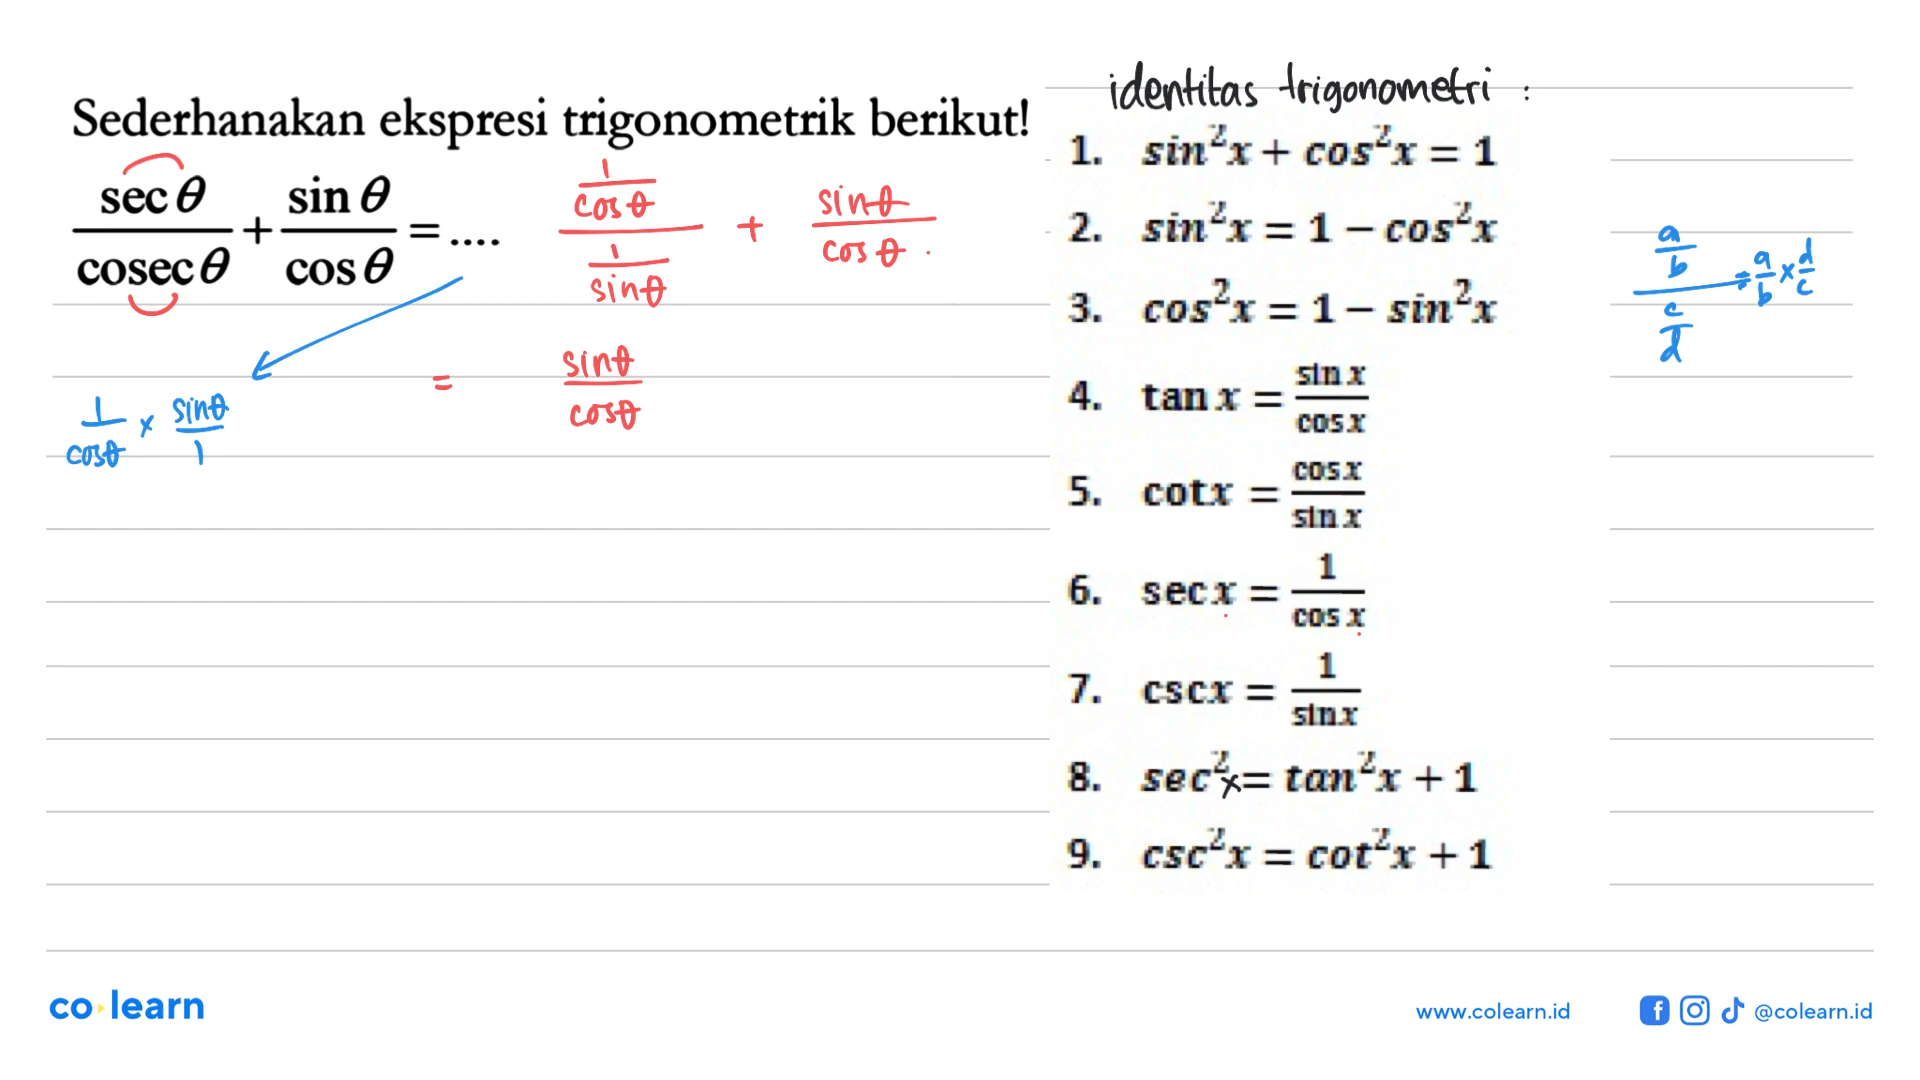 Sederhanakan ekspresi trigonometrik berikut!
sec θ / cosec θ + sin θ / cos θ = ....
1/cos θ / 1/sin θ + sin θ / cos θ .
= sin θ / cos θ
1/cos θ × sin θ/1
identitas trigonometri :
1. sin²x + cos²x = 1
2. sin²x = 1 − cos²x
3. cos²x = 1 − sin²x
4. tan x = sin x / cos x
5. cot x = cos x / sin x
6. sec x = 1 / cos x
7. csc x = 1 / sin x
8. sec²x = tan²x + 1
9. csc²x = cot²x + 1
a/b / c/d = a/b × d/c
co learn
www.colearn.id
@colearn.id